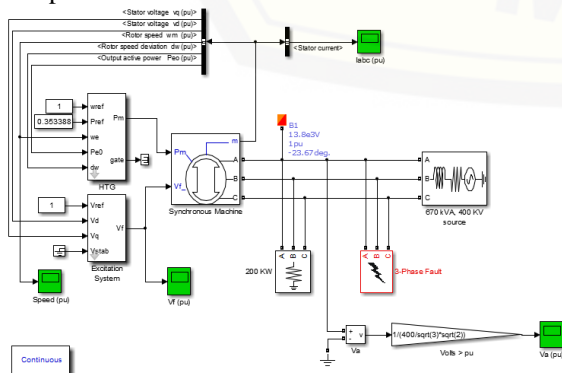 <Stator voltage vq (pu)>
<Stator voltage vd (pu)>
<Rotor speed wm (pu)>
<Rotor speed deviation dw (pu)>
<Output active power Peo (pu)>
<Stator current>
Iabc (pu)
1
wref
0.353388
Pref
Pm
we
Pe0
gate
dw
HTG
B1
13.8e3V
1pu
-23.67deg.
Pm
m
A
Vf_
B
C
Synchronous Machine
A
B
C
670 kVA, 400 KV
source
1
Vref
Vd
Vf
Vq
Vstab
Excitation
System
A B C
200 KW
A B C
3-Phase Fault
Speed (pu)
Vf (pu)
+
-
v
Va
1/(400/sqrt(3)*sqrt(2))
Volts > pu
Va (pu)
Continuous